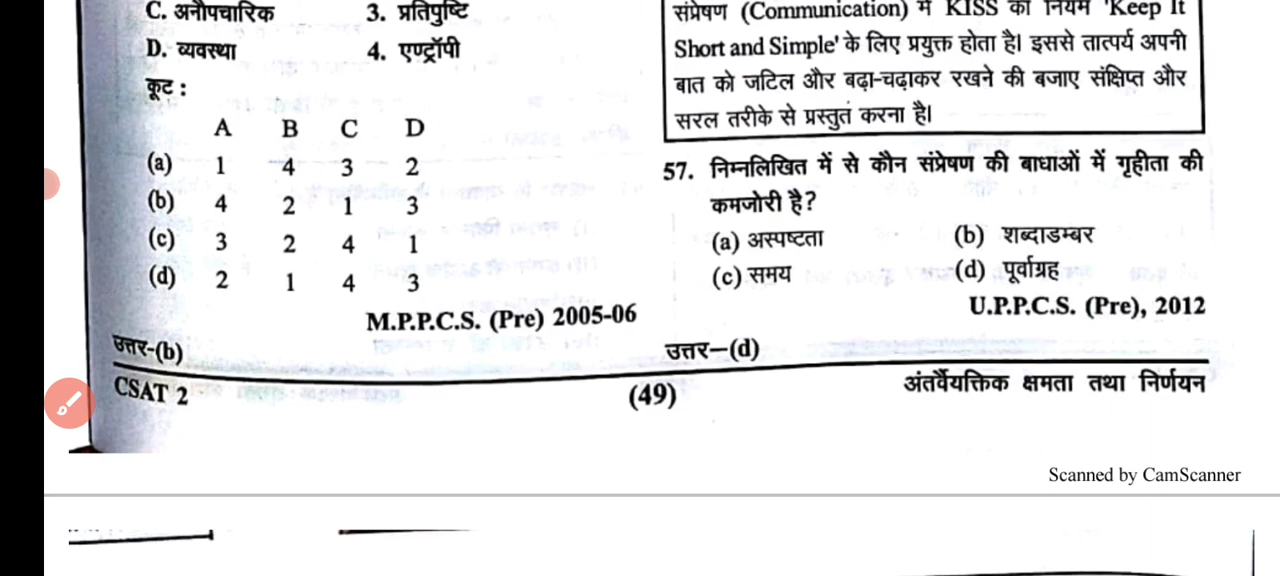 C. अनौपचारिक 3. प्रतिपुष्टि
D. व्यवस्था 4. एण्ट्रॉपी
कूट :
A B C D
(a) 1 4 3 2
(b) 4 2 1 3
(c) 3 2 4 1
(d) 2 1 4 3
M.P.P.C.S. (Pre) 2005-06
उत्तर-(b)
संप्रेषण (Communication) में KISS का नियम 'Keep It
Short and Simple' के लिए प्रयुक्त होता है। इससे तात्पर्य अपनी
बात को जटिल और बढ़ा-चढ़ाकर रखने की बजाए संक्षिप्त और
सरल तरीके से प्रस्तुत करना है।
57. निम्नलिखित में से कौन संप्रेषण की बाधाओं में गृहीता की
कमजोरी है?
(a) अस्पष्टता (b) शब्दाडम्बर
(c) समय (d) पूर्वाग्रह
U.P.P.C.S. (Pre), 2012
उत्तर–(d)
CSAT 2 (49) अंतर्वैयक्तिक क्षमता तथा निर्णयन
Scanned by CamScanner